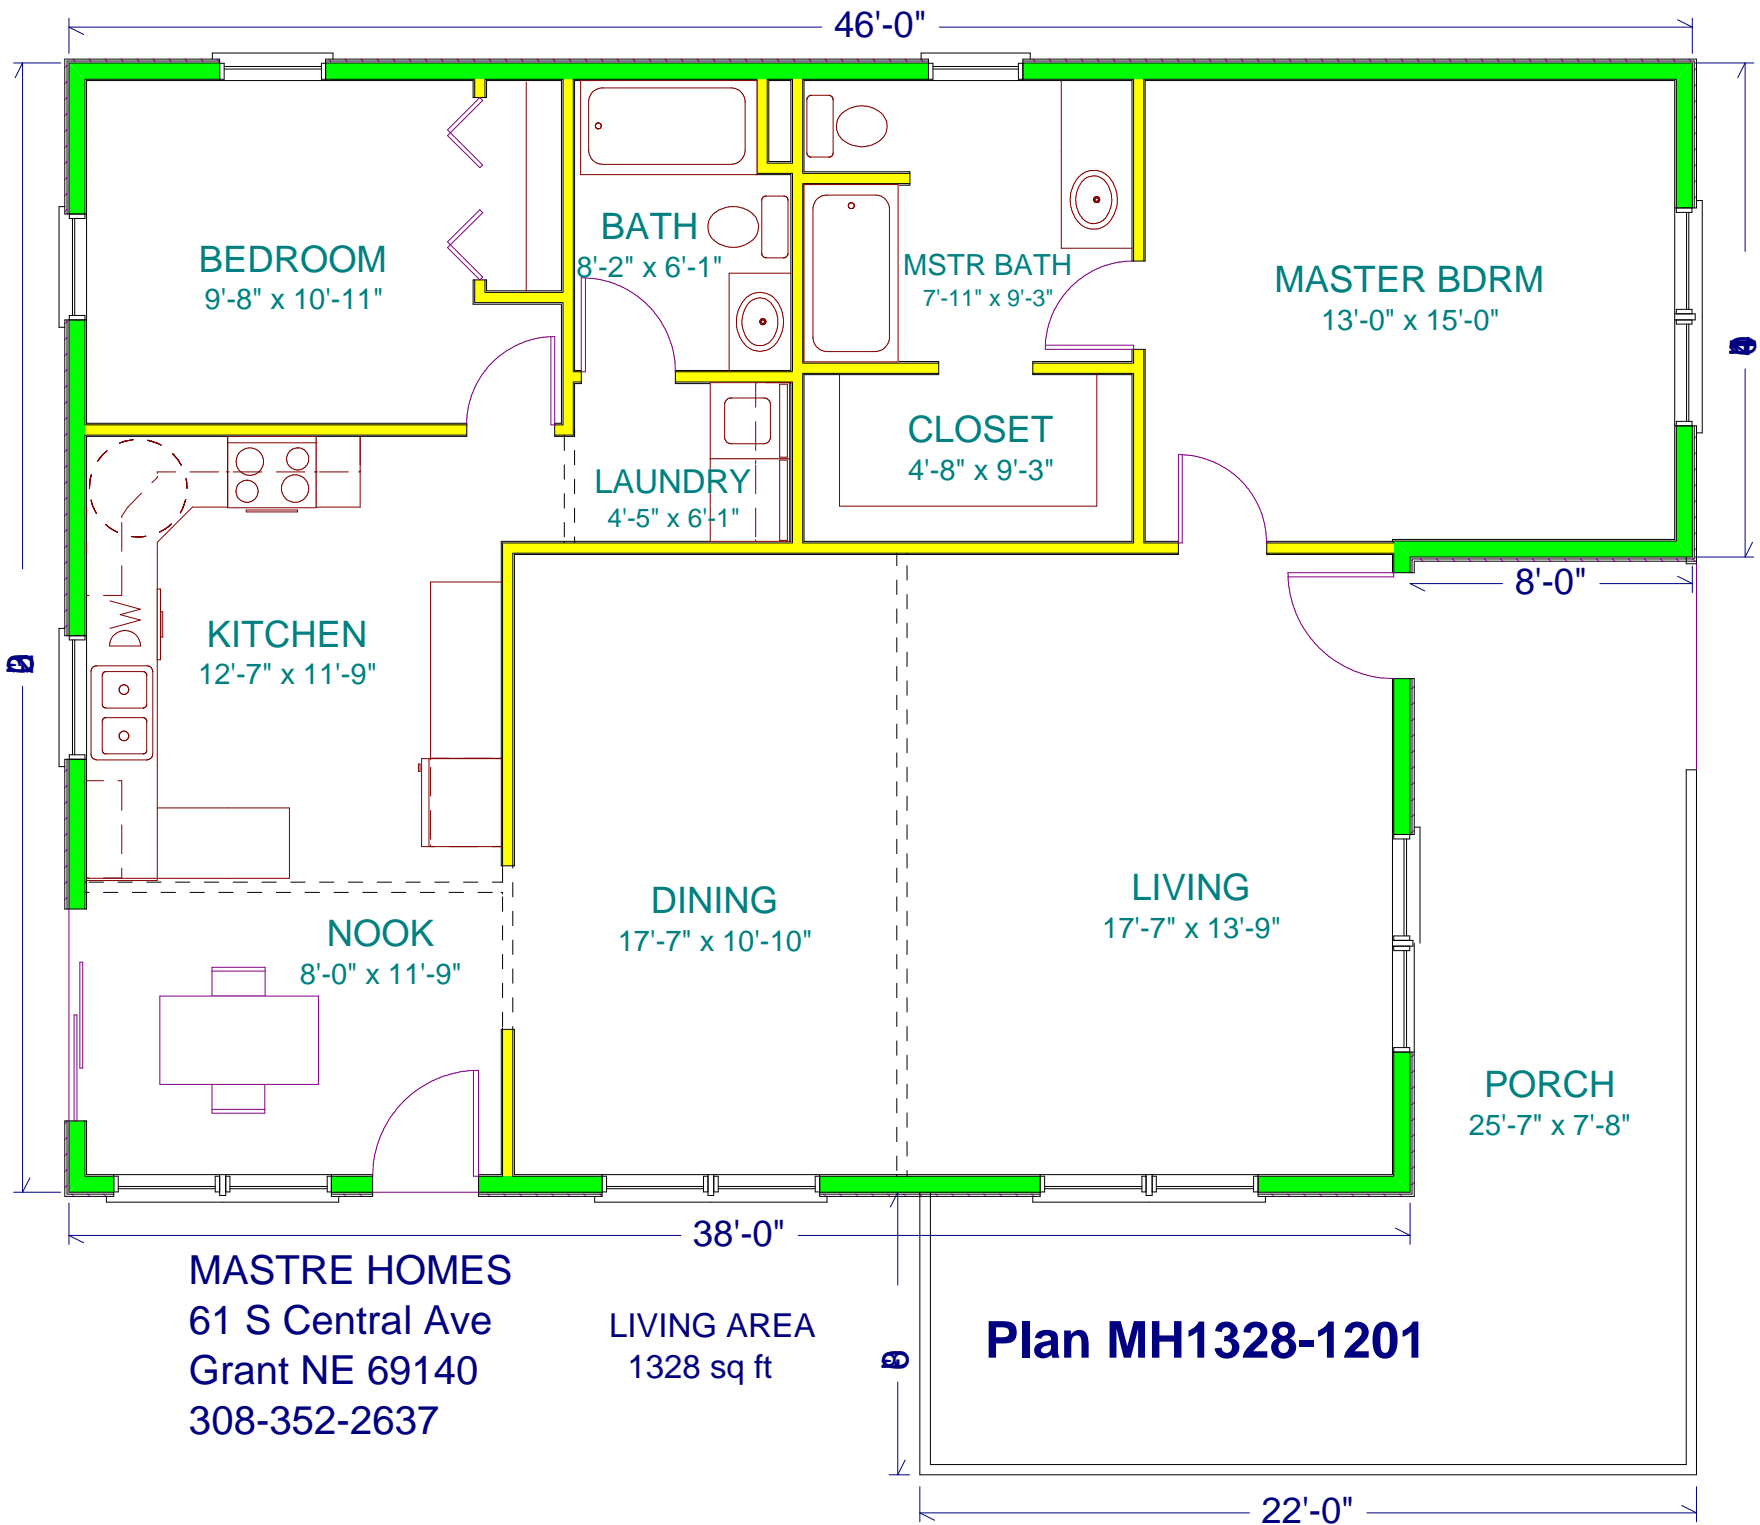 46'-0"
BEDROOM
9'-8" x 10'-11"
BATH
8'-2" x 6'-1"
MSTR BATH
7'-11" x 9'-3"
MASTER BDRM
13'-0" x 15'-0"
CLOSET
4'-8" x 9'-3"
LAUNDRY
4'-5" x 6'-1"
8'-0"
DW
KITCHEN
12'-7" x 11'-9"
DINING
17'-7" x 10'-10"
LIVING
17'-7" x 13'-9"
NOOK
8'-0" x 11'-9"
PORCH
25'-7" x 7'-8"
38'-0"
MASTRE HOMES
61 S Central Ave
Grant NE 69140
308-352-2637
LIVING AREA
1328 sq ft
Plan MH1328-1201
22'-0"